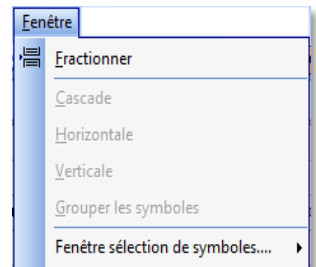 Fenêtre
Fractionner
Cascade
Horizontale
Verticale
Grouper les symboles
Fenêtre sélection de symboles....